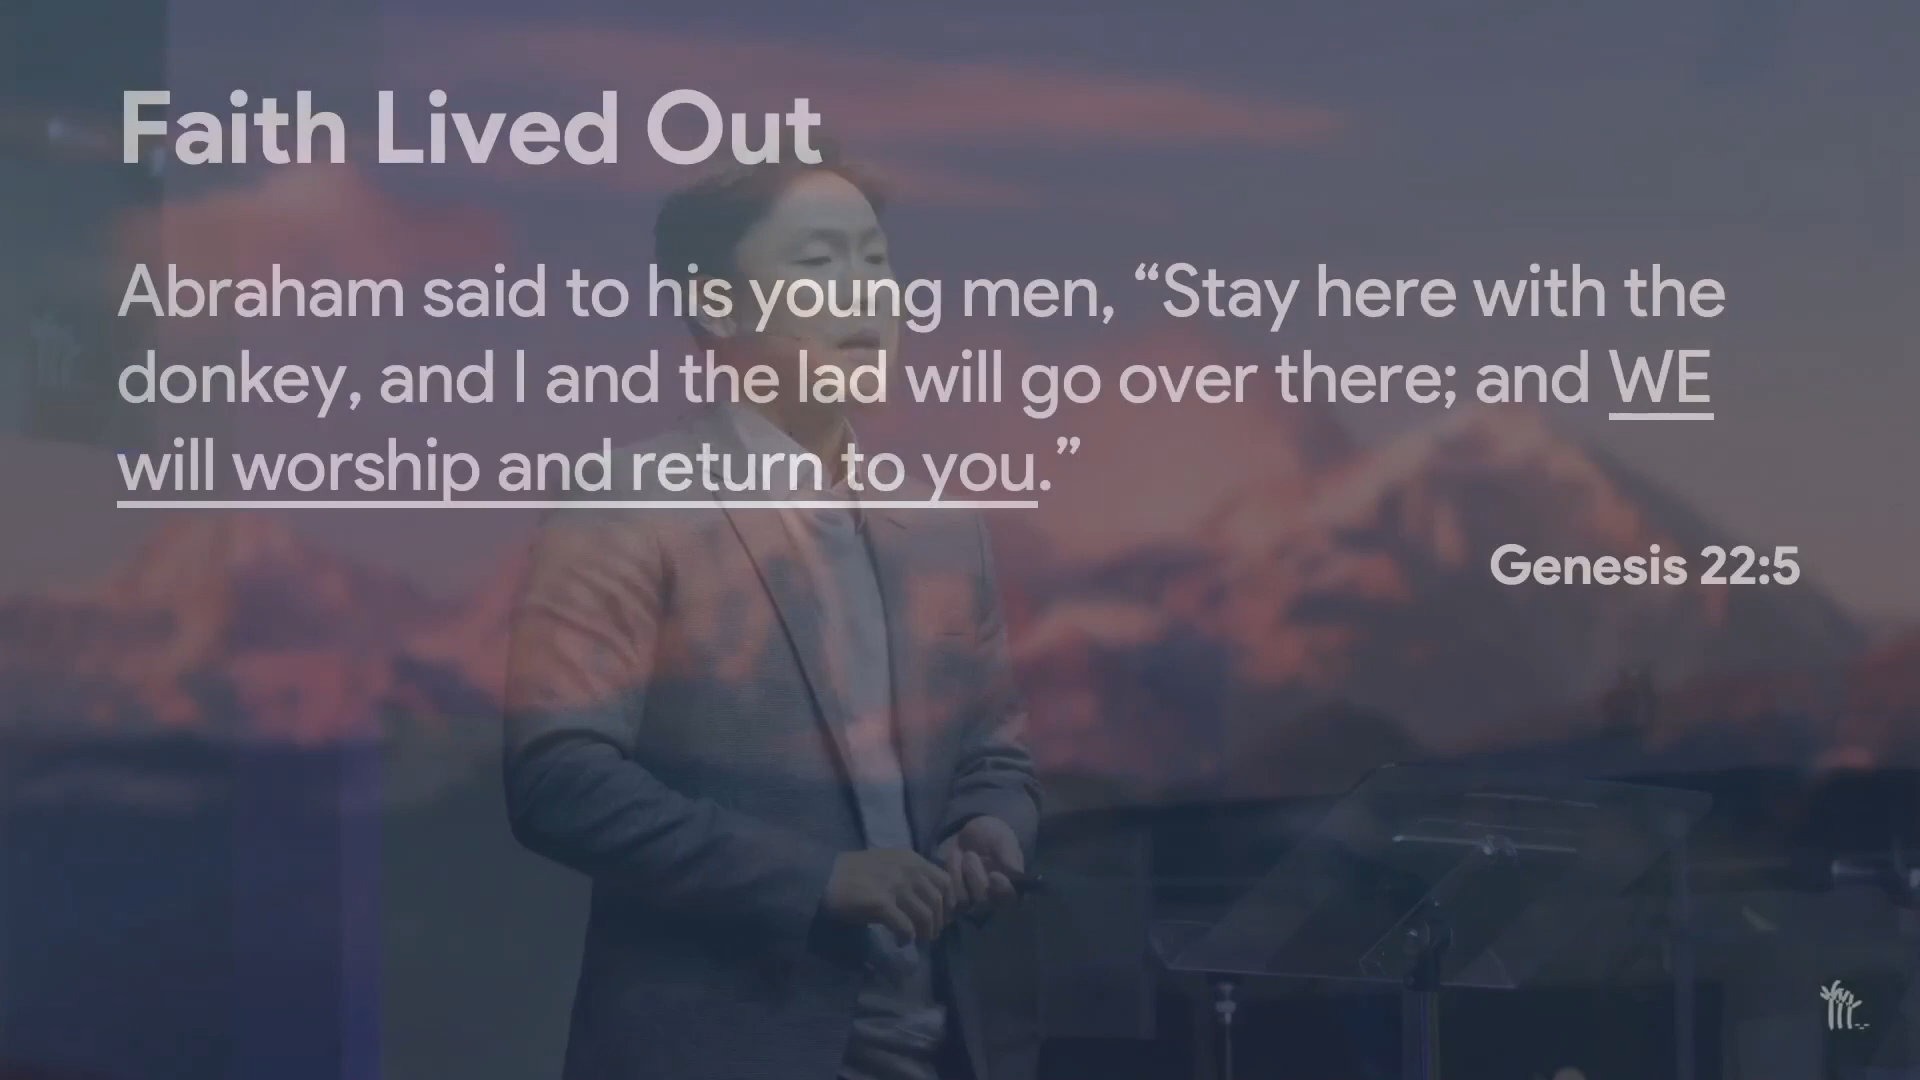 Faith Lived Out
Abraham said to his young men, “Stay here with the
donkey, and I and the lad will go over there; and WE
will worship and return to you.”
Genesis 22:5